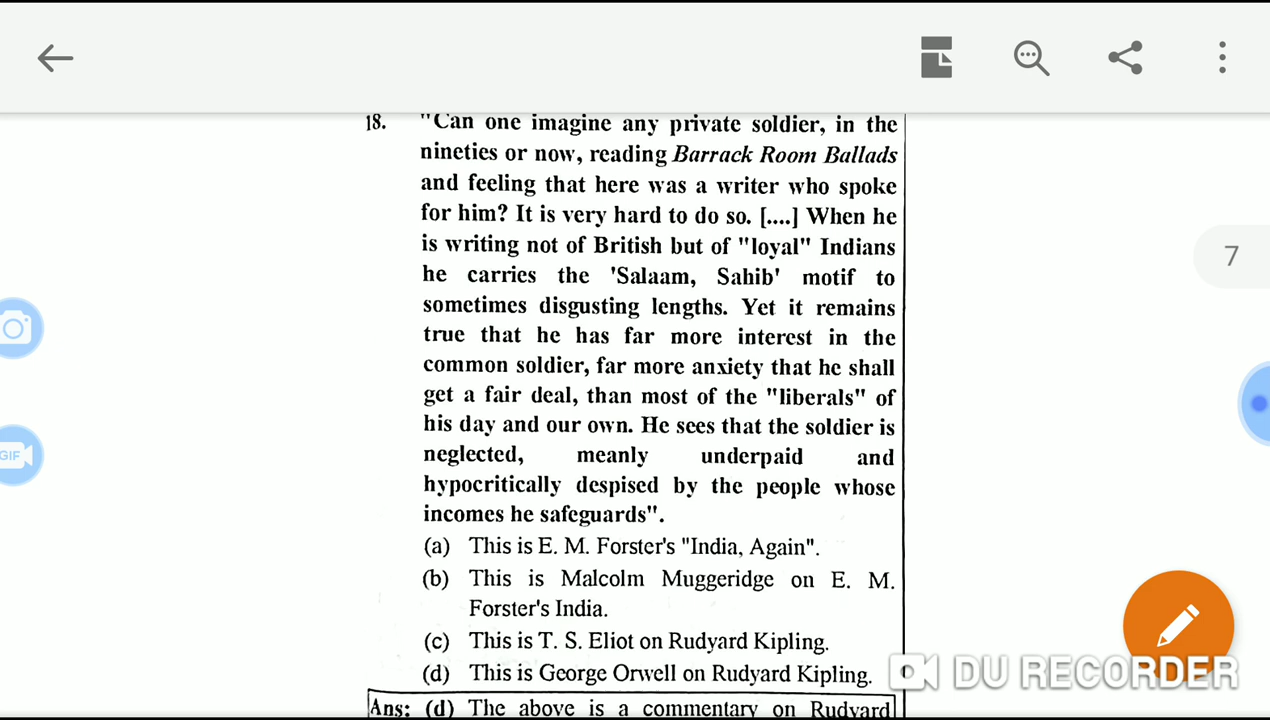 18. "Can one imagine any private soldier, in the
nineties or now, reading Barrack Room Ballads
and feeling that here was a writer who spoke
for him? It is very hard to do so. [....] When he
is writing not of British but of "loyal" Indians
he carries the 'Salaam, Sahib' motif to
sometimes disgusting lengths. Yet it remains
true that he has far more interest in the
common soldier, far more anxiety that he shall
get a fair deal, than most of the "liberals" of
his day and our own. He sees that the soldier is
neglected, meanly underpaid and
hypocritically despised by the people whose
incomes he safeguards".
(a) This is E. M. Forster's "India, Again".
(b) This is Malcolm Muggeridge on E. M.
Forster's India.
(c) This is T. S. Eliot on Rudyard Kipling.
(d) This is George Orwell on Rudyard Kipling.
Ans: (d) The above is a commentary on Rudyard
7
GIF
DU RECORDER